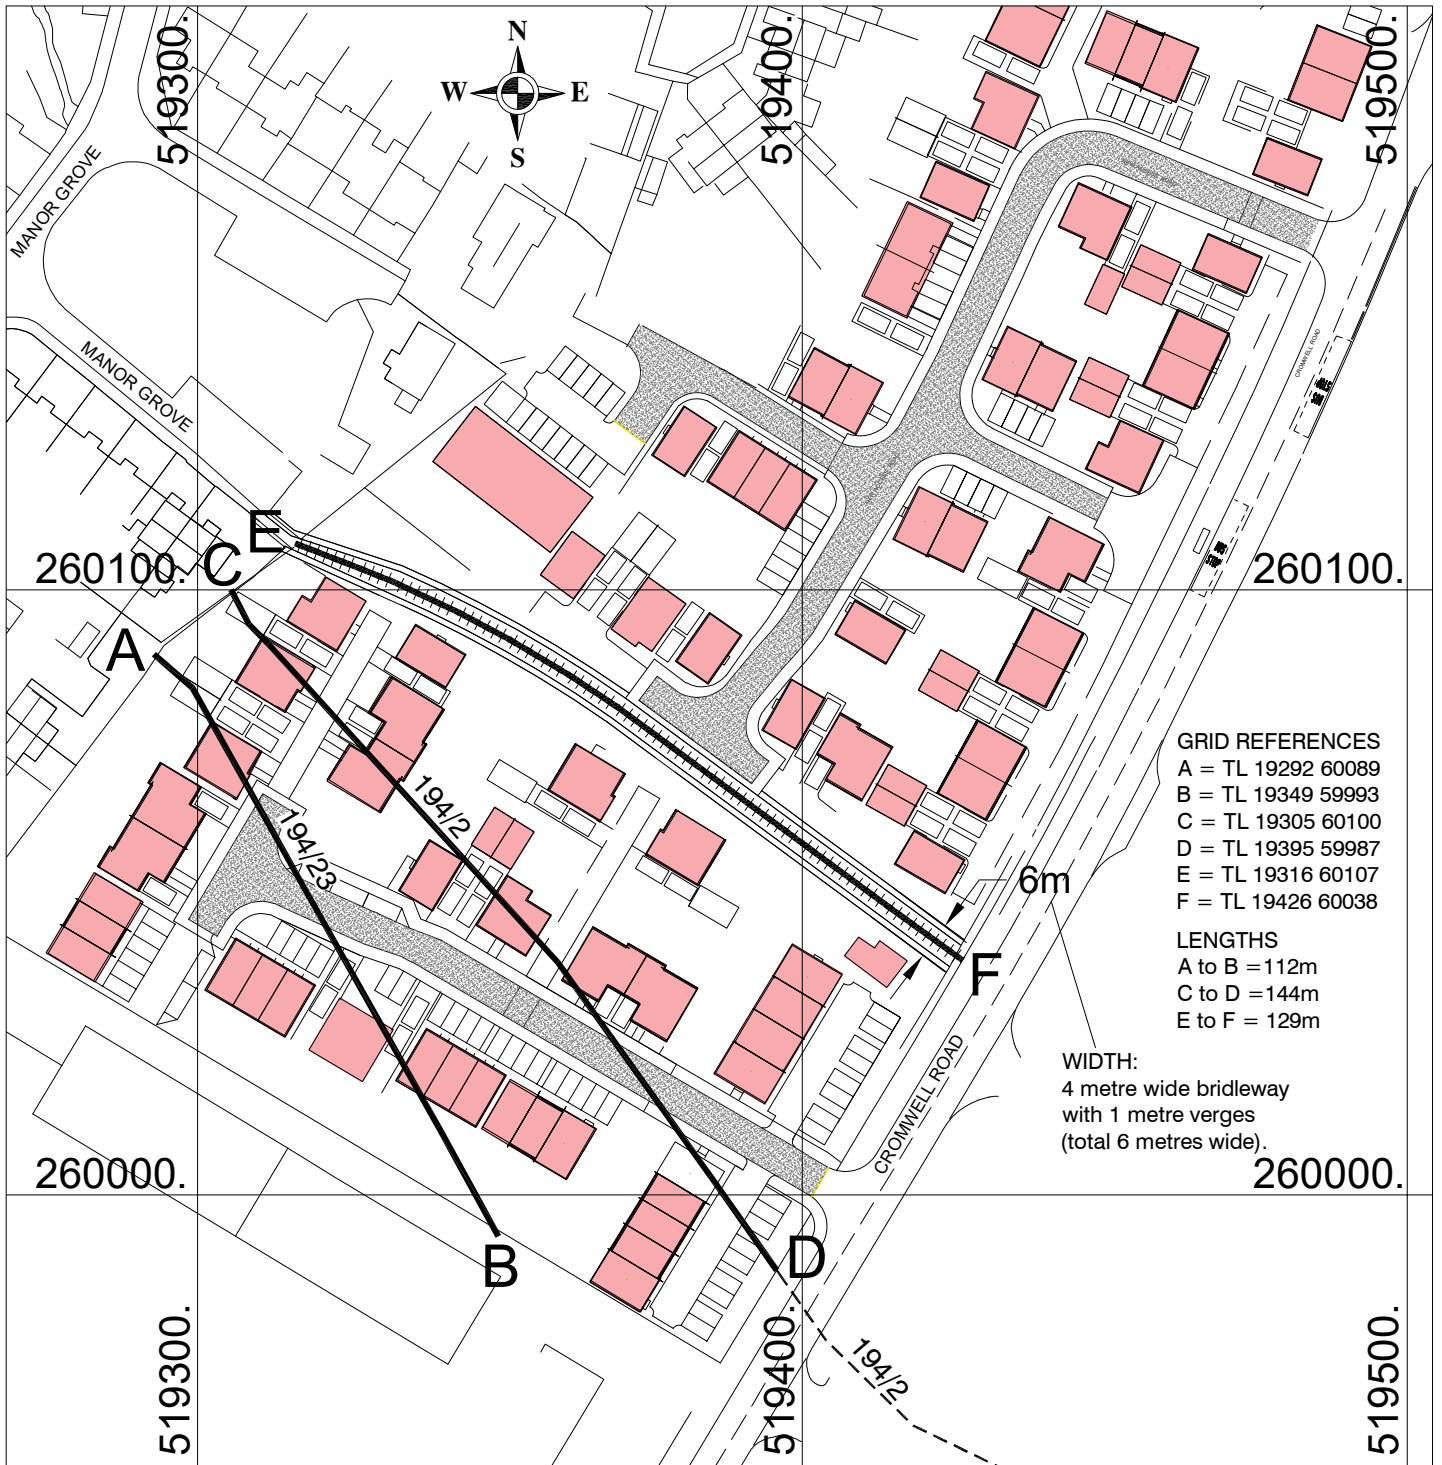 519300.
519400.
519500.
N
W E
S
MANOR GROVE
MANOR GROVE
CROMWELL ROAD
E
C
260100.
260100.
A
194/2
194/23
GRID REFERENCES
A = TL 19292 60089
B = TL 19349 59993
C = TL 19305 60100
D = TL 19395 59987
E = TL 19316 60107
F = TL 19426 60038
LENGTHS
A to B =112m
C to D =144m
E to F = 129m
6m
F
WIDTH:
4 metre wide bridleway
with 1 metre verges
(total 6 metres wide).
CROMWELL ROAD
260000.
260000.
B
D
194/2
519300.
519400.
519500.